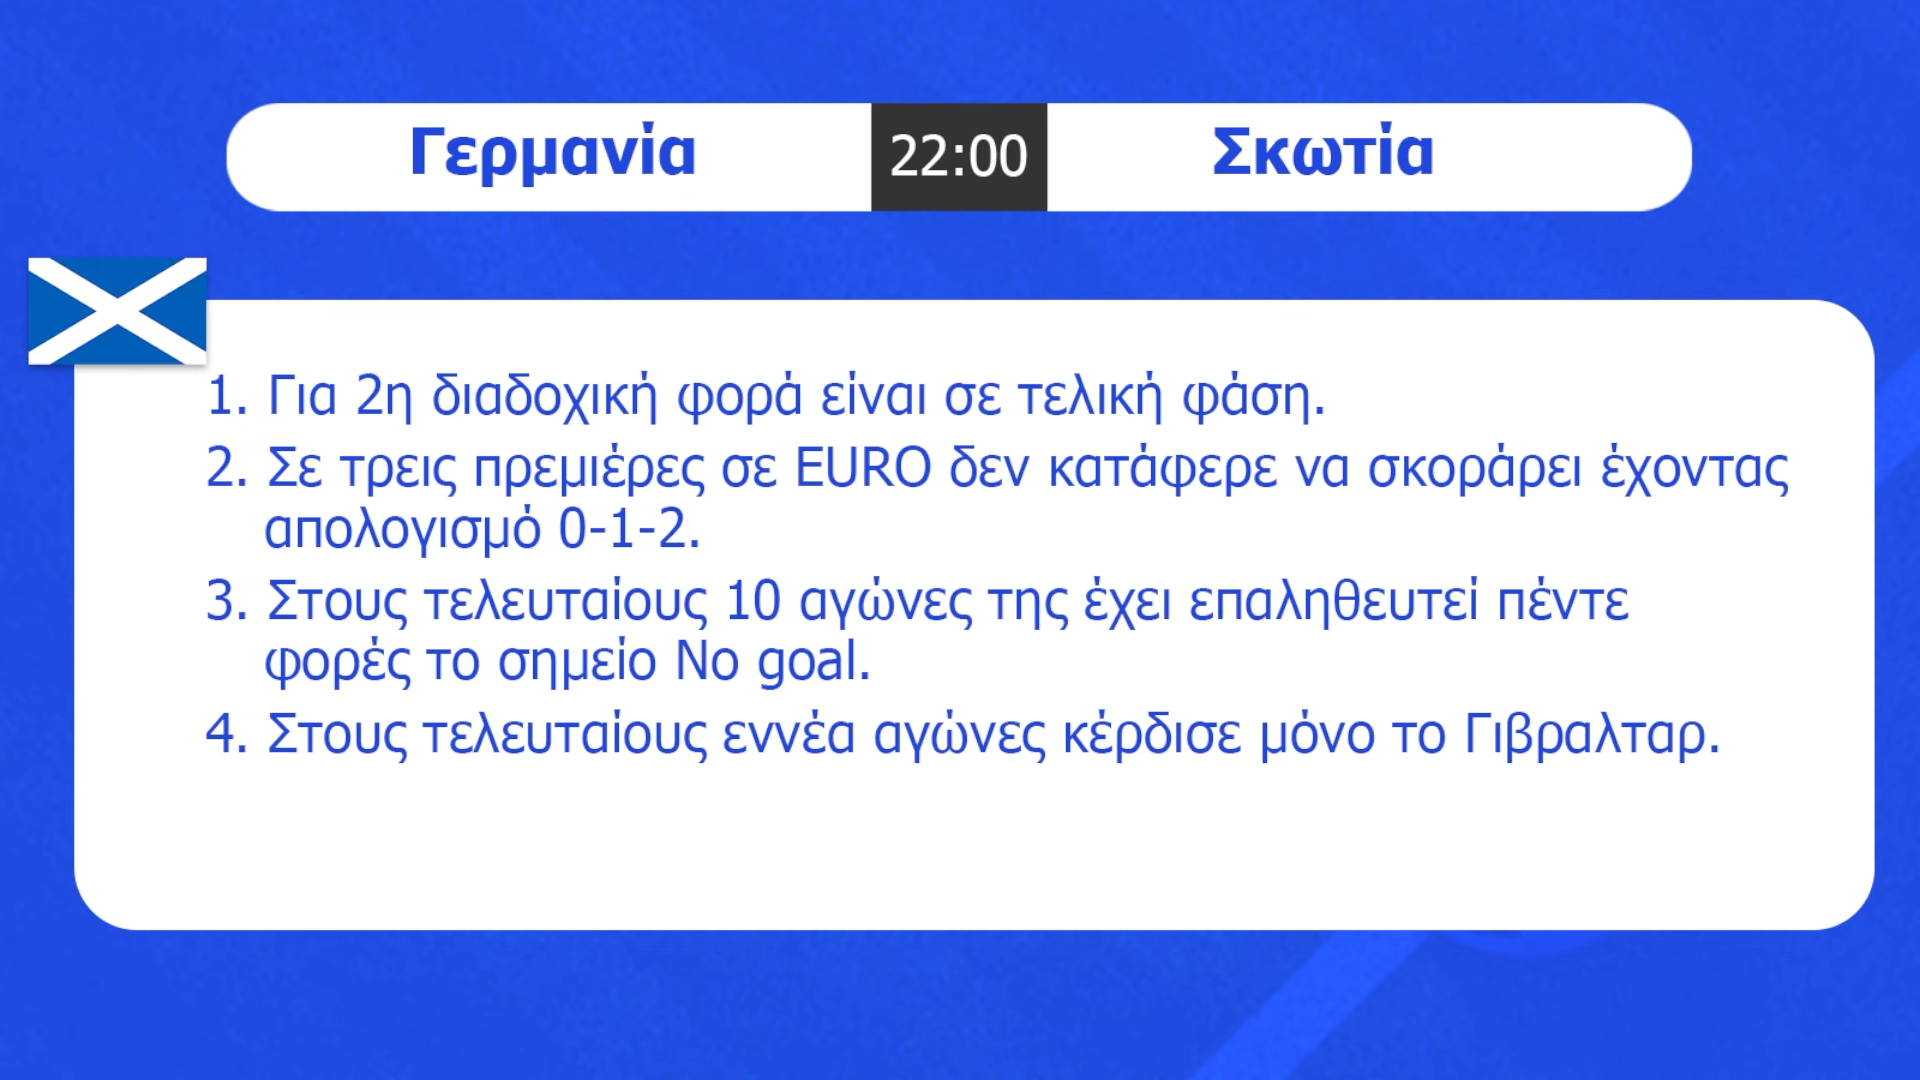 Γερμανία 22:00 Σκωτία
1. Για 2η διαδοχική φορά είναι σε τελική φάση.
2. Σε τρεις πρεμιέρες σε EURO δεν κατάφερε να σκοράρει έχοντας
απολογισμό 0-1-2.
3. Στους τελευταίους 10 αγώνες της έχει επαληθευτεί πέντε
φορές το σημείο No goal.
4. Στους τελευταίους εννέα αγώνες κέρδισε μόνο το Γιβραλταρ.